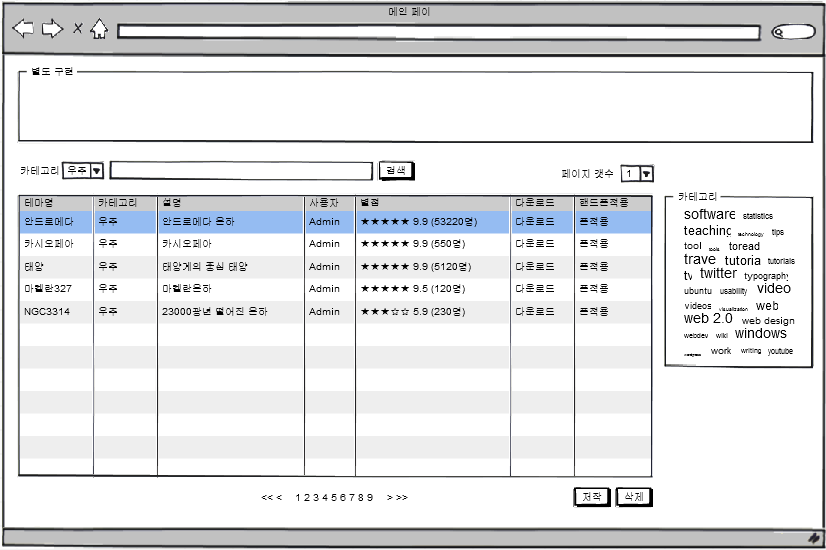 메인 페이
별도 구현
카테고리 우주 검색 페이지 갯수 1
테마명 카테고리 설명 사용자 별점 다운로드 핸드폰적용
안드로메다 우주 안드로메다 은하 Admin ★★★★★ 9.9 (53220명) 다운로드 폰적용
카시오페아 우주 카시오페아 Admin ★★★★★ 9.9 (550명) 다운로드 폰적용
태양 우주 태양계의 중심 태양 Admin ★★★★★ 9.9 (5120명) 다운로드 폰적용
마젤란327 우주 마젤란은하 Admin ★★★★★ 9.5 (120명) 다운로드 폰적용
NGC3314 우주 23000광년 떨어진 은하 Admin ★★★☆☆ 5.9 (230명) 다운로드 폰적용
<< < 1 2 3 4 5 6 7 8 9 > >>
저작 삭제
카테고리
software statistics
teaching technology tips
tool tools toread
trave tutoria tutorials
tv twitter typography
ubuntu usability video
videos visualization web
web 2.0 web design
webdev wiki windows
wordpress work writing youtube